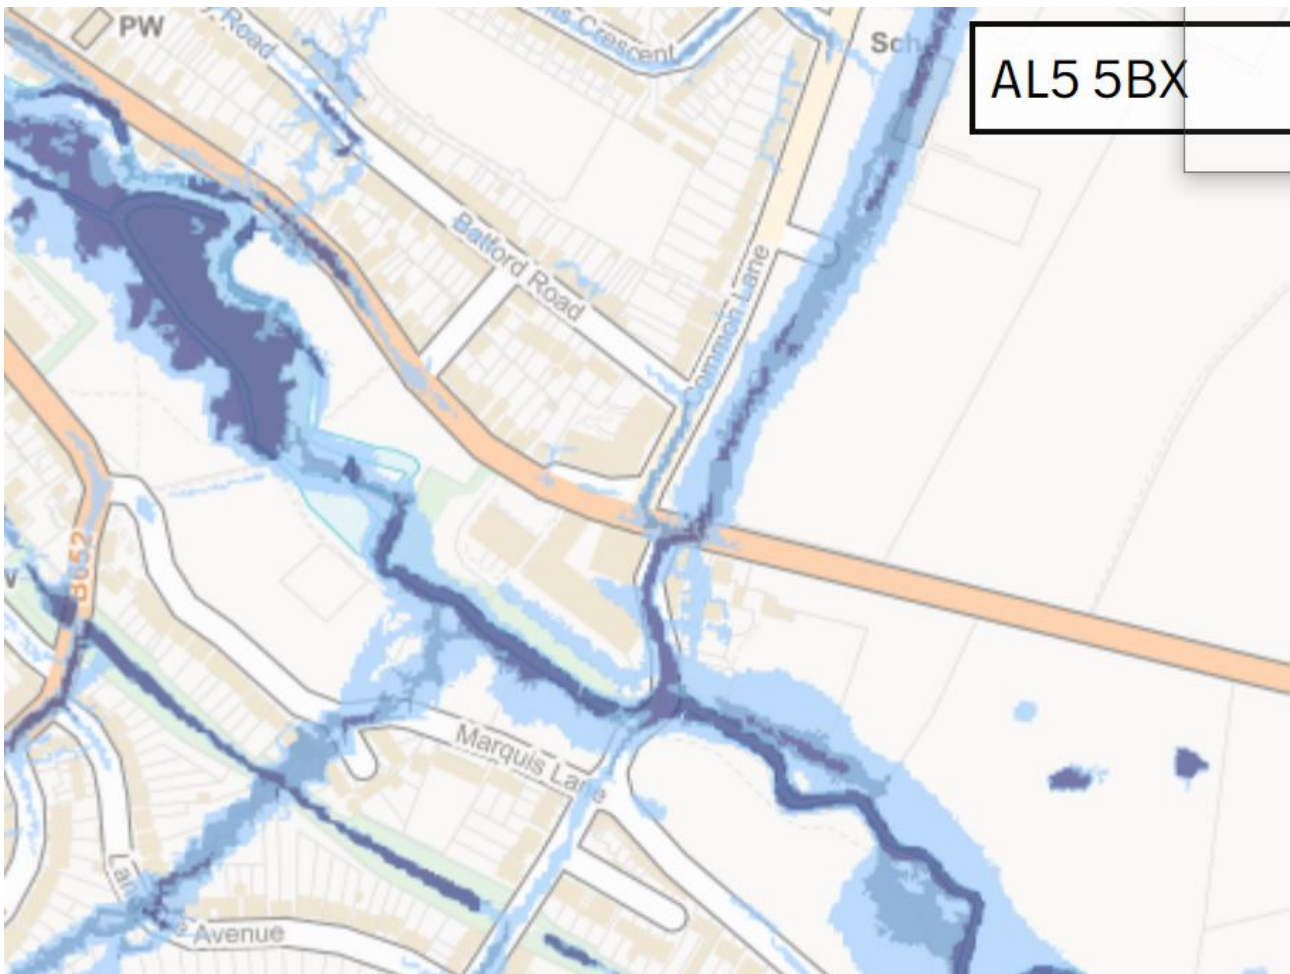 PW
Road
Crescent
Sch
AL5 5BX
Batford Road
Common Lane
B652
Marquis Lane
Avenue